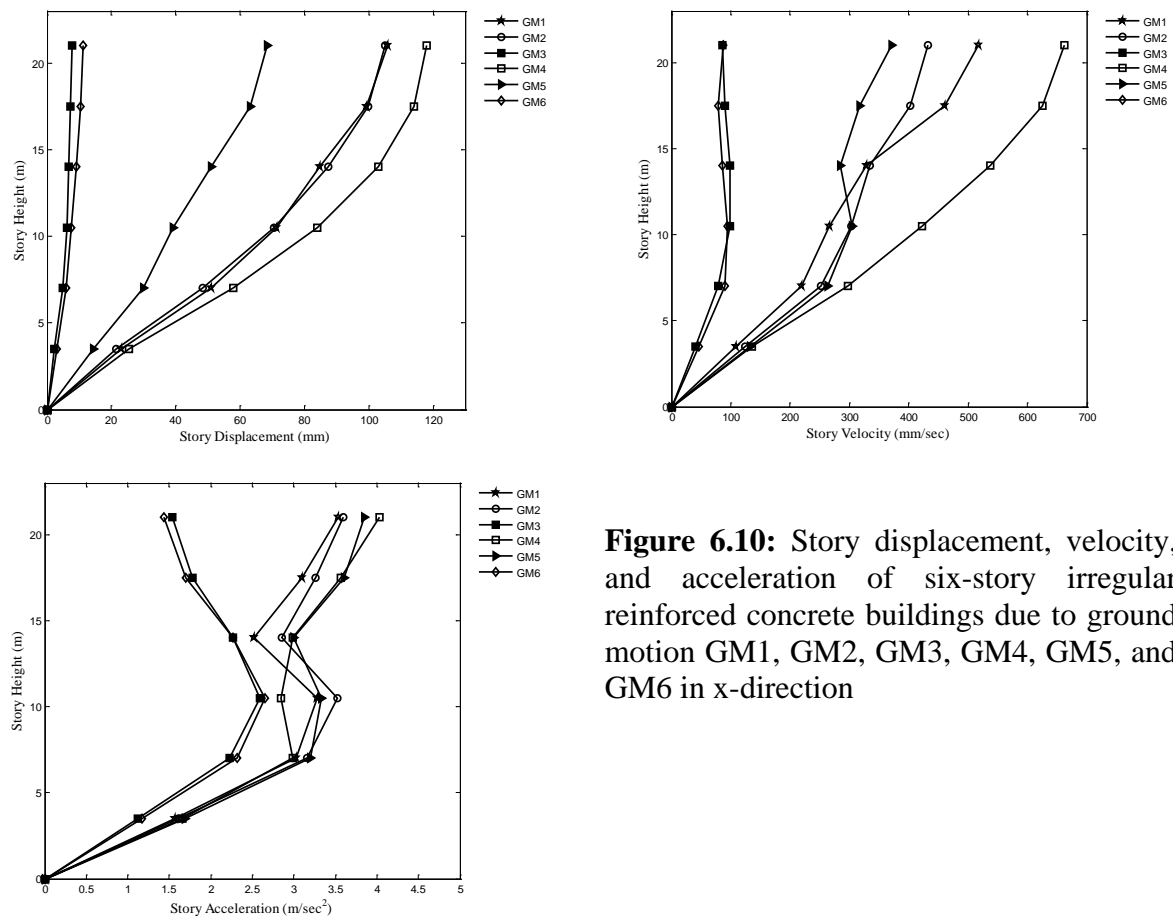 GM1
GM2
GM3
GM4
GM5
GM6
20
15
10
5
0
Story Height (m)
0 20 40 60 80 100 120
Story Displacement (mm)
GM1
GM2
GM3
GM4
GM5
GM6
20
15
10
5
0
Story Height (m)
0 100 200 300 400 500 600 700
Story Velocity (mm/sec)
GM1
GM2
GM3
GM4
GM5
GM6
20
15
10
5
0
Story Height (m)
0 0.5 1 1.5 2 2.5 3 3.5 4 4.5 5
Story Acceleration (m/sec²)
Figure 6.10: Story displacement, velocity,
and acceleration of six-story irregular
reinforced concrete buildings due to ground
motion GM1, GM2, GM3, GM4, GM5, and
GM6 in x-direction